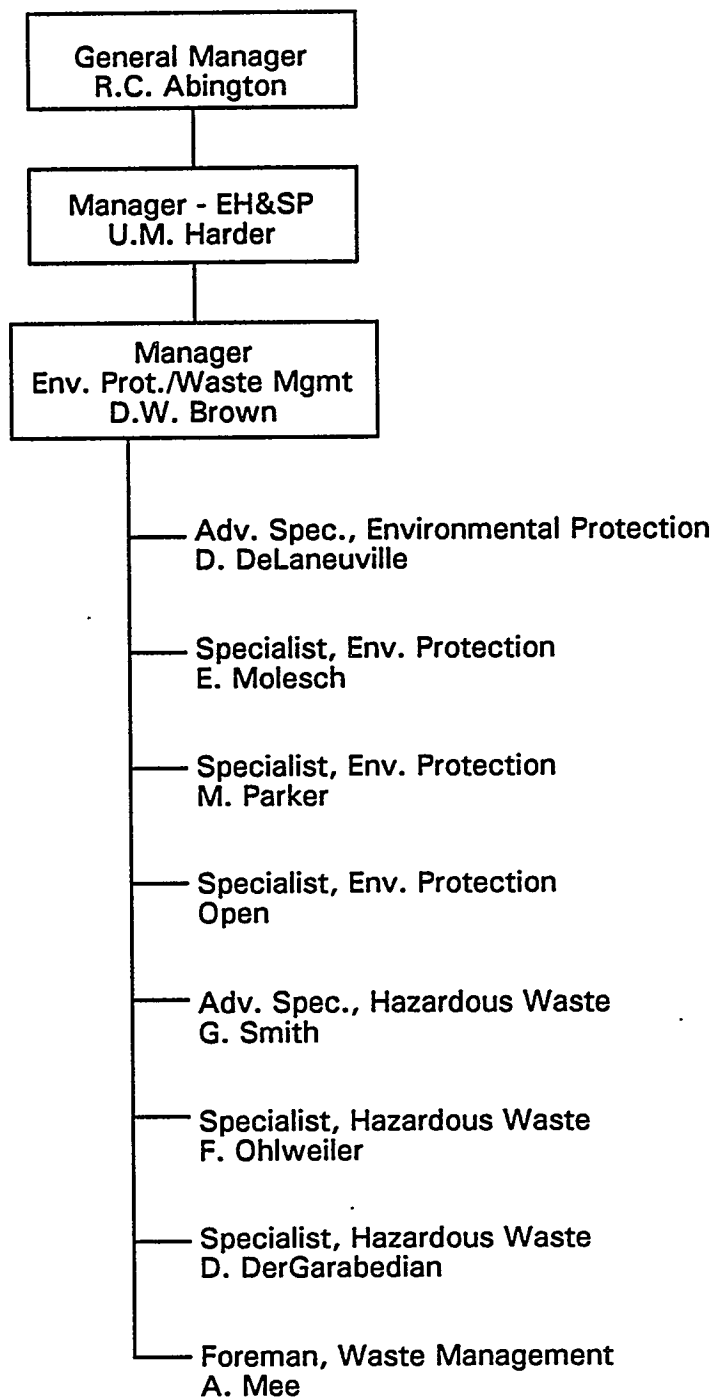 General Manager
R.C. Abington
Manager - EH&SP
U.M. Harder
Manager
Env. Prot./Waste Mgmt
D.W. Brown
Adv. Spec., Environmental Protection
D. DeLaneuville
Specialist, Env. Protection
E. Molesch
Specialist, Env. Protection
M. Parker
Specialist, Env. Protection
Open
Adv. Spec., Hazardous Waste
G. Smith
Specialist, Hazardous Waste
F. Ohlweiler
Specialist, Hazardous Waste
D. DerGarabedian
Foreman, Waste Management
A. Mee